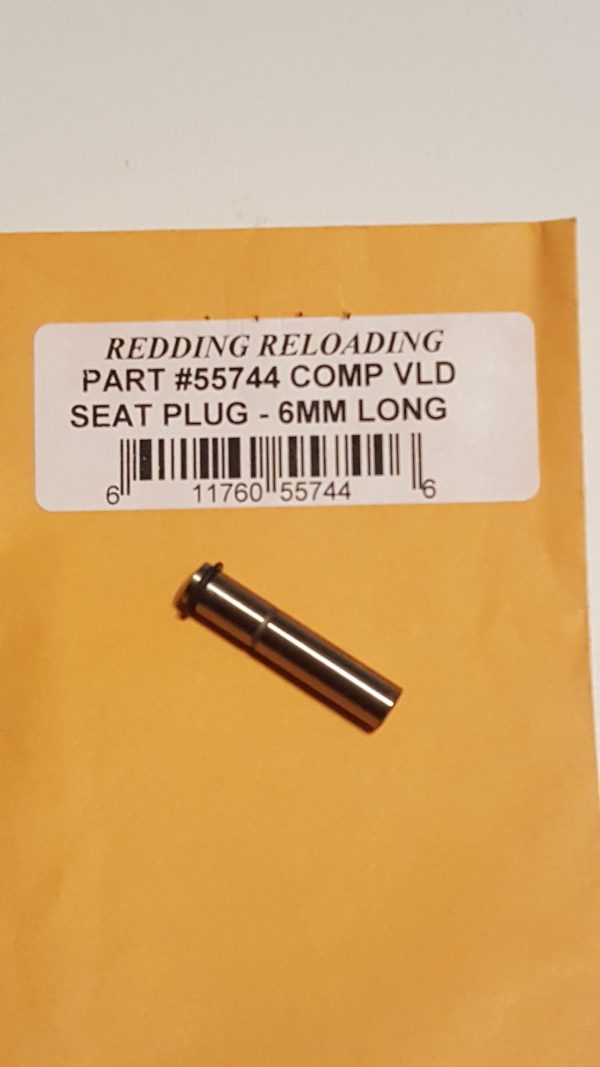 REDDING RELOADING
PART #55744 COMP VLD
SEAT PLUG - 6MM LONG
6 11760 55744 6